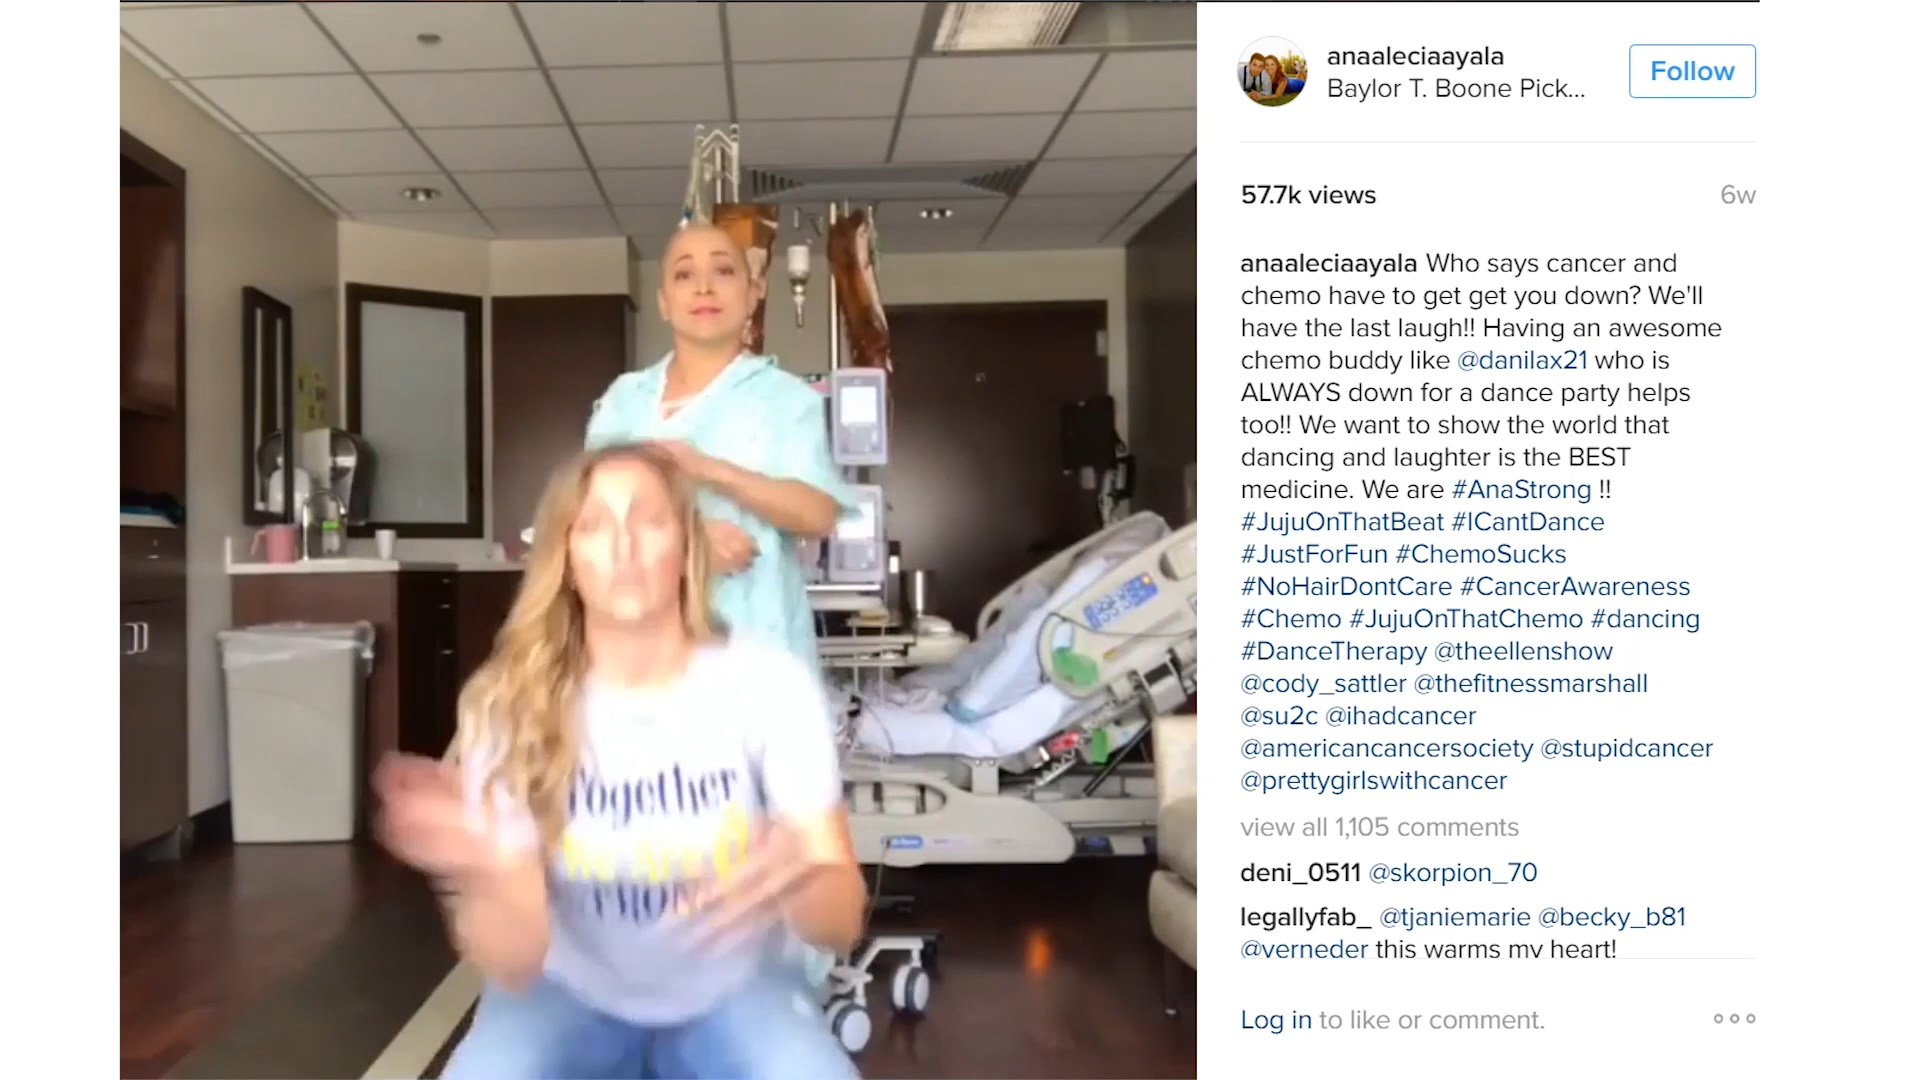 anaaleciaayala
Baylor T. Boone Pick...
Follow
57.7k views
6w
anaaleciaayala Who says cancer and
chemo have to get get you down? We'll
have the last laugh!! Having an awesome
chemo buddy like @danilax21 who is
ALWAYS down for a dance party helps
too!! We want to show the world that
dancing and laughter is the BEST
medicine. We are #AnaStrong !!
#JujuOnThatBeat #ICantDance
#JustForFun #ChemoSucks
#NoHairDontCare #CancerAwareness
#Chemo #JujuOnThatChemo #dancing
#DanceTherapy @theellenshow
@cody_sattler @thefitnessmarshall
@su2c @ihadcancer
@americancancersociety @stupidcancer
@prettygirlswithcancer
view all 1,105 comments
deni_0511 @skorpion_70
legallyfab_ @tjaniemarie @becky_b81
@verneder this warms my heart!
Log in to like or comment.
Together
We Are